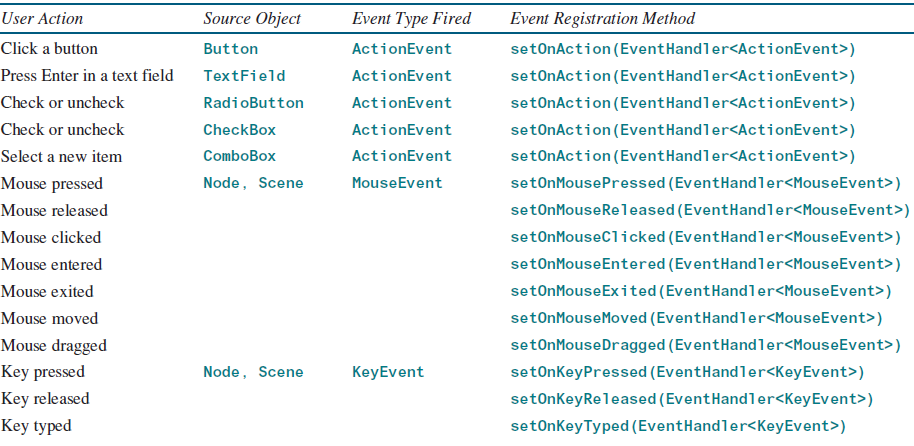 User Action Source Object Event Type Fired Event Registration Method
Click a button Button ActionEvent setOnAction(EventHandler<ActionEvent>)
Press Enter in a text field TextField ActionEvent setOnAction(EventHandler<ActionEvent>)
Check or uncheck RadioButton ActionEvent setOnAction(EventHandler<ActionEvent>)
Check or uncheck CheckBox ActionEvent setOnAction(EventHandler<ActionEvent>)
Select a new item ComboBox ActionEvent setOnAction(EventHandler<ActionEvent>)
Mouse pressed Node, Scene MouseEvent setOnMousePressed(EventHandler<MouseEvent>)
Mouse released setOnMouseReleased(EventHandler<MouseEvent>)
Mouse clicked setOnMouseClicked(EventHandler<MouseEvent>)
Mouse entered setOnMouseEntered(EventHandler<MouseEvent>)
Mouse exited setOnMouseExited(EventHandler<MouseEvent>)
Mouse moved setOnMouseMoved(EventHandler<MouseEvent>)
Mouse dragged setOnMouseDragged(EventHandler<MouseEvent>)
Key pressed Node, Scene KeyEvent setOnKeyPressed(EventHandler<KeyEvent>)
Key released setOnKeyReleased(EventHandler<KeyEvent>)
Key typed setOnKeyTyped(EventHandler<KeyEvent>)